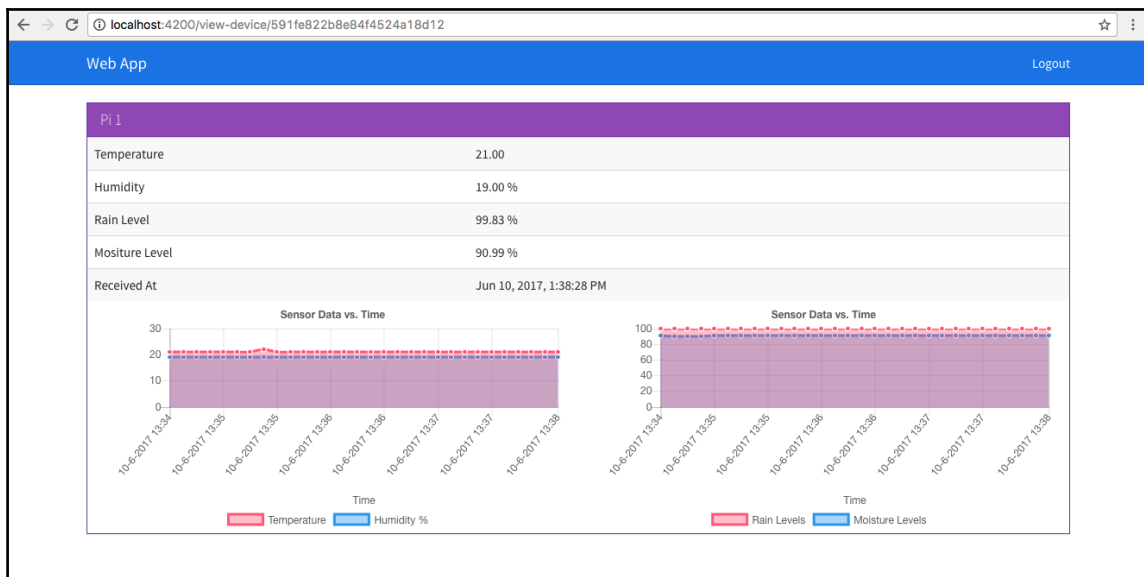 localhost:4200/view-device/591fe822b8e84f4524a18d12
Web App Logout
Pi 1
Temperature 21.00
Humidity 19.00 %
Rain Level 99.83 %
Mositure Level 90.99 %
Received At Jun 10, 2017, 1:38:28 PM
Sensor Data vs. Time
30
20
10
0
10-6-2017 13:34
10-6-2017 13:35
10-6-2017 13:35
10-6-2017 13:36
10-6-2017 13:36
10-6-2017 13:37
10-6-2017 13:37
10-6-2017 13:38
Time
Temperature Humidity %
Sensor Data vs. Time
100
80
60
40
20
0
10-6-2017 13:34
10-6-2017 13:35
10-6-2017 13:35
10-6-2017 13:36
10-6-2017 13:36
10-6-2017 13:37
10-6-2017 13:37
10-6-2017 13:38
Time
Rain Levels Moisture Levels